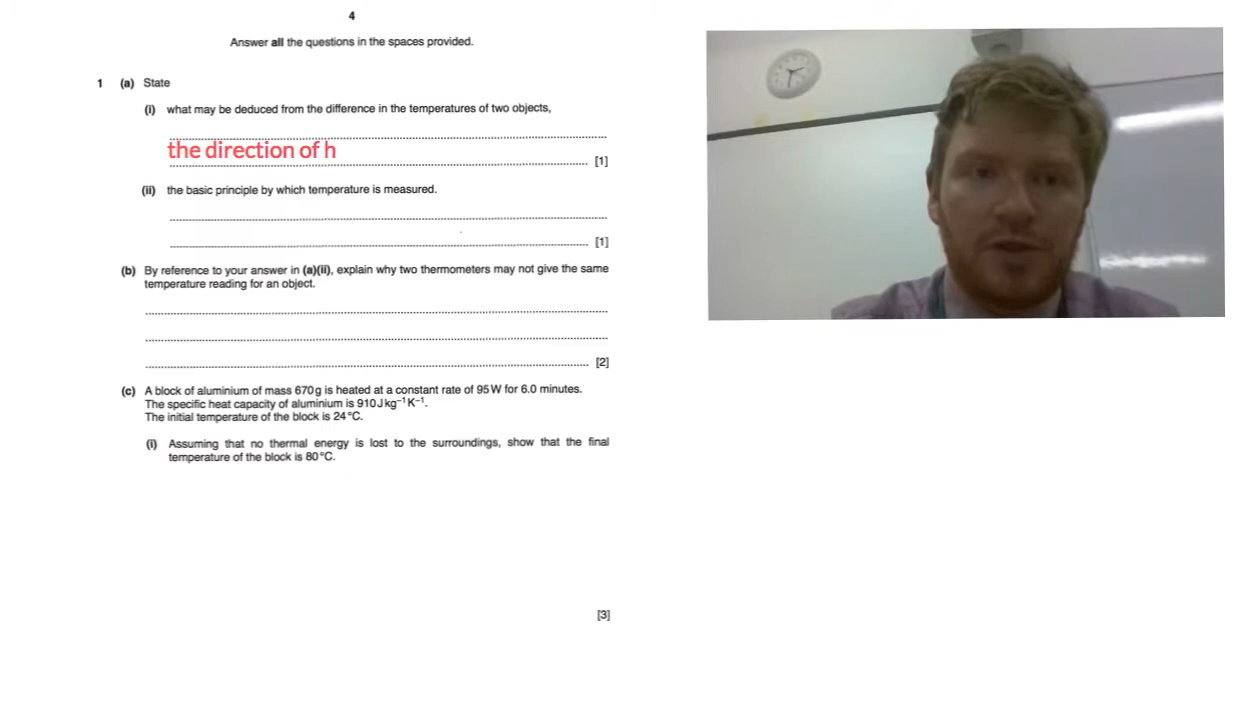 4
Answer all the questions in the spaces provided.
1 (a) State
(i) what may be deduced from the difference in the temperatures of two objects,
the direction of h
[1]
(ii) the basic principle by which temperature is measured.
[1]
(b) By reference to your answer in (a)(ii), explain why two thermometers may not give the same
temperature reading for an object.
[2]
(c) A block of aluminium of mass 670 g is heated at a constant rate of 95 W for 6.0 minutes.
The specific heat capacity of aluminium is 910 J kg⁻¹ K⁻¹.
The initial temperature of the block is 24 °C.
(i) Assuming that no thermal energy is lost to the surroundings, show that the final
temperature of the block is 80 °C.
[3]